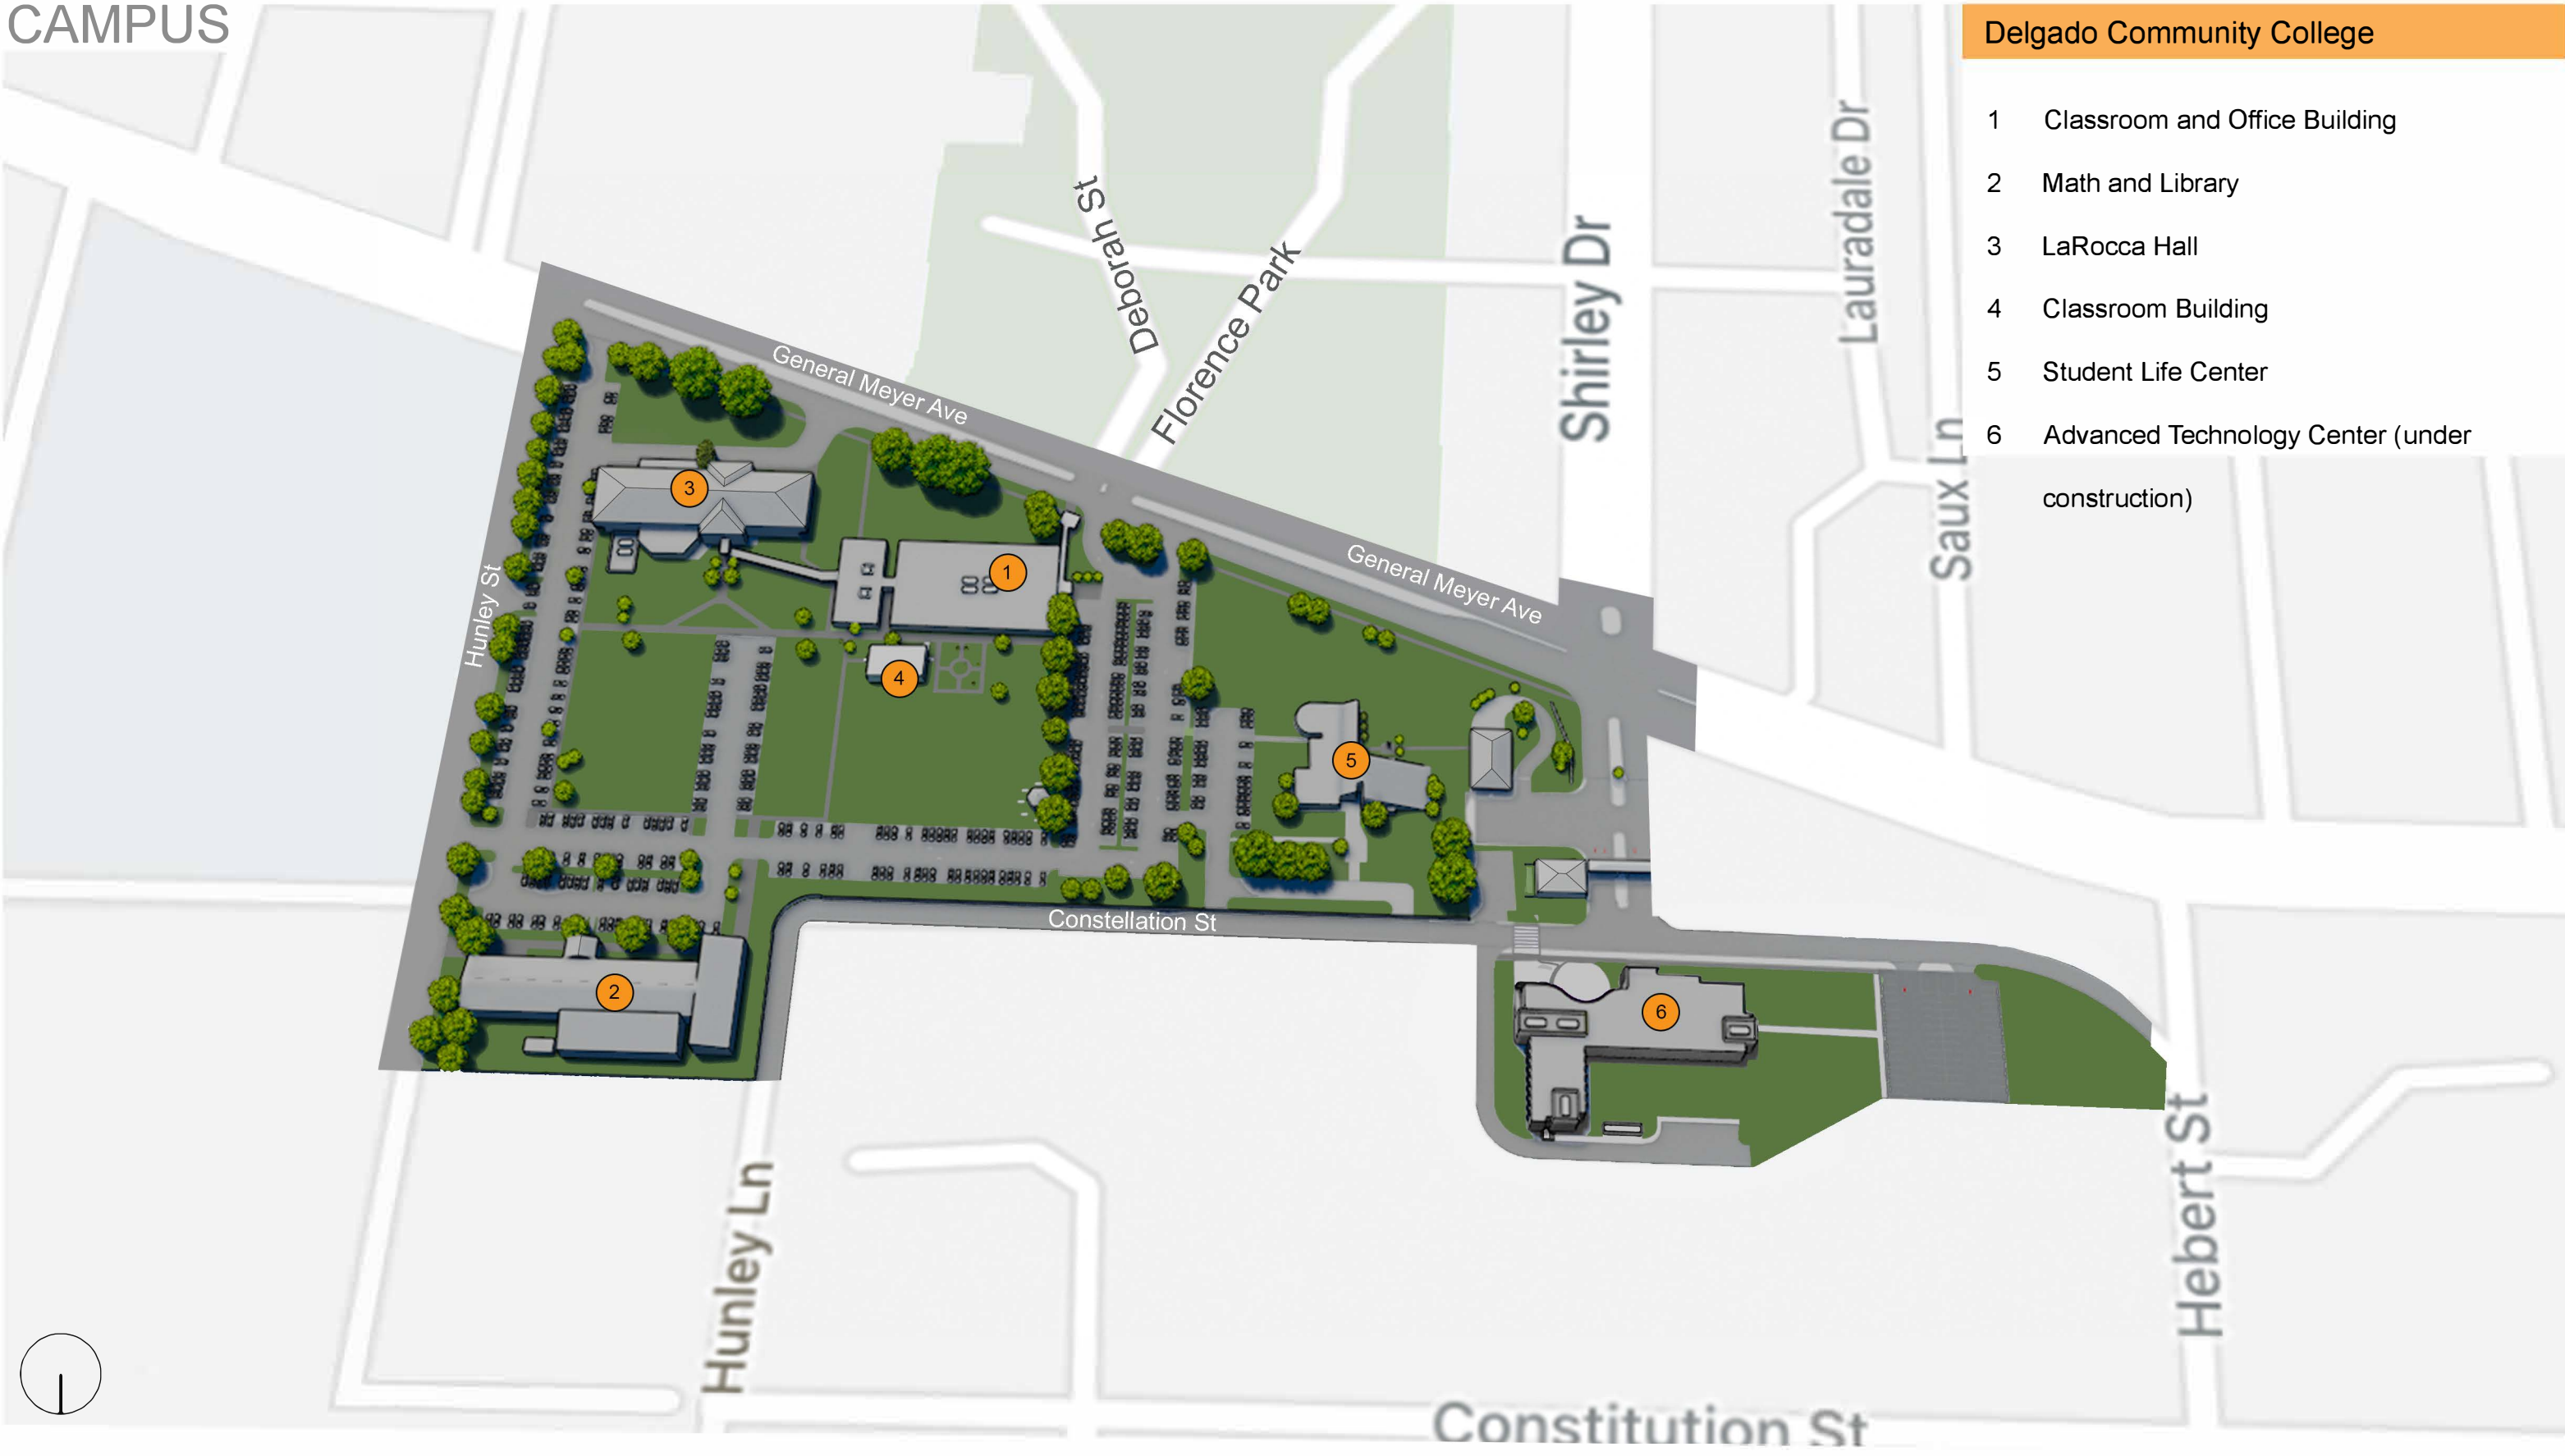 CAMPUS
Delgado Community College
1 Classroom and Office Building
2 Math and Library
3 LaRocca Hall
4 Classroom Building
5 Student Life Center
6 Advanced Technology Center (under
construction)
Deborah St
Florence Park
Shirley Dr
Lauradale Dr
Saux Ln
General Meyer Ave
General Meyer Ave
Hunley St
3
1
4
5
Constellation St
2
6
Hunley Ln
Hebert St
Constitution St